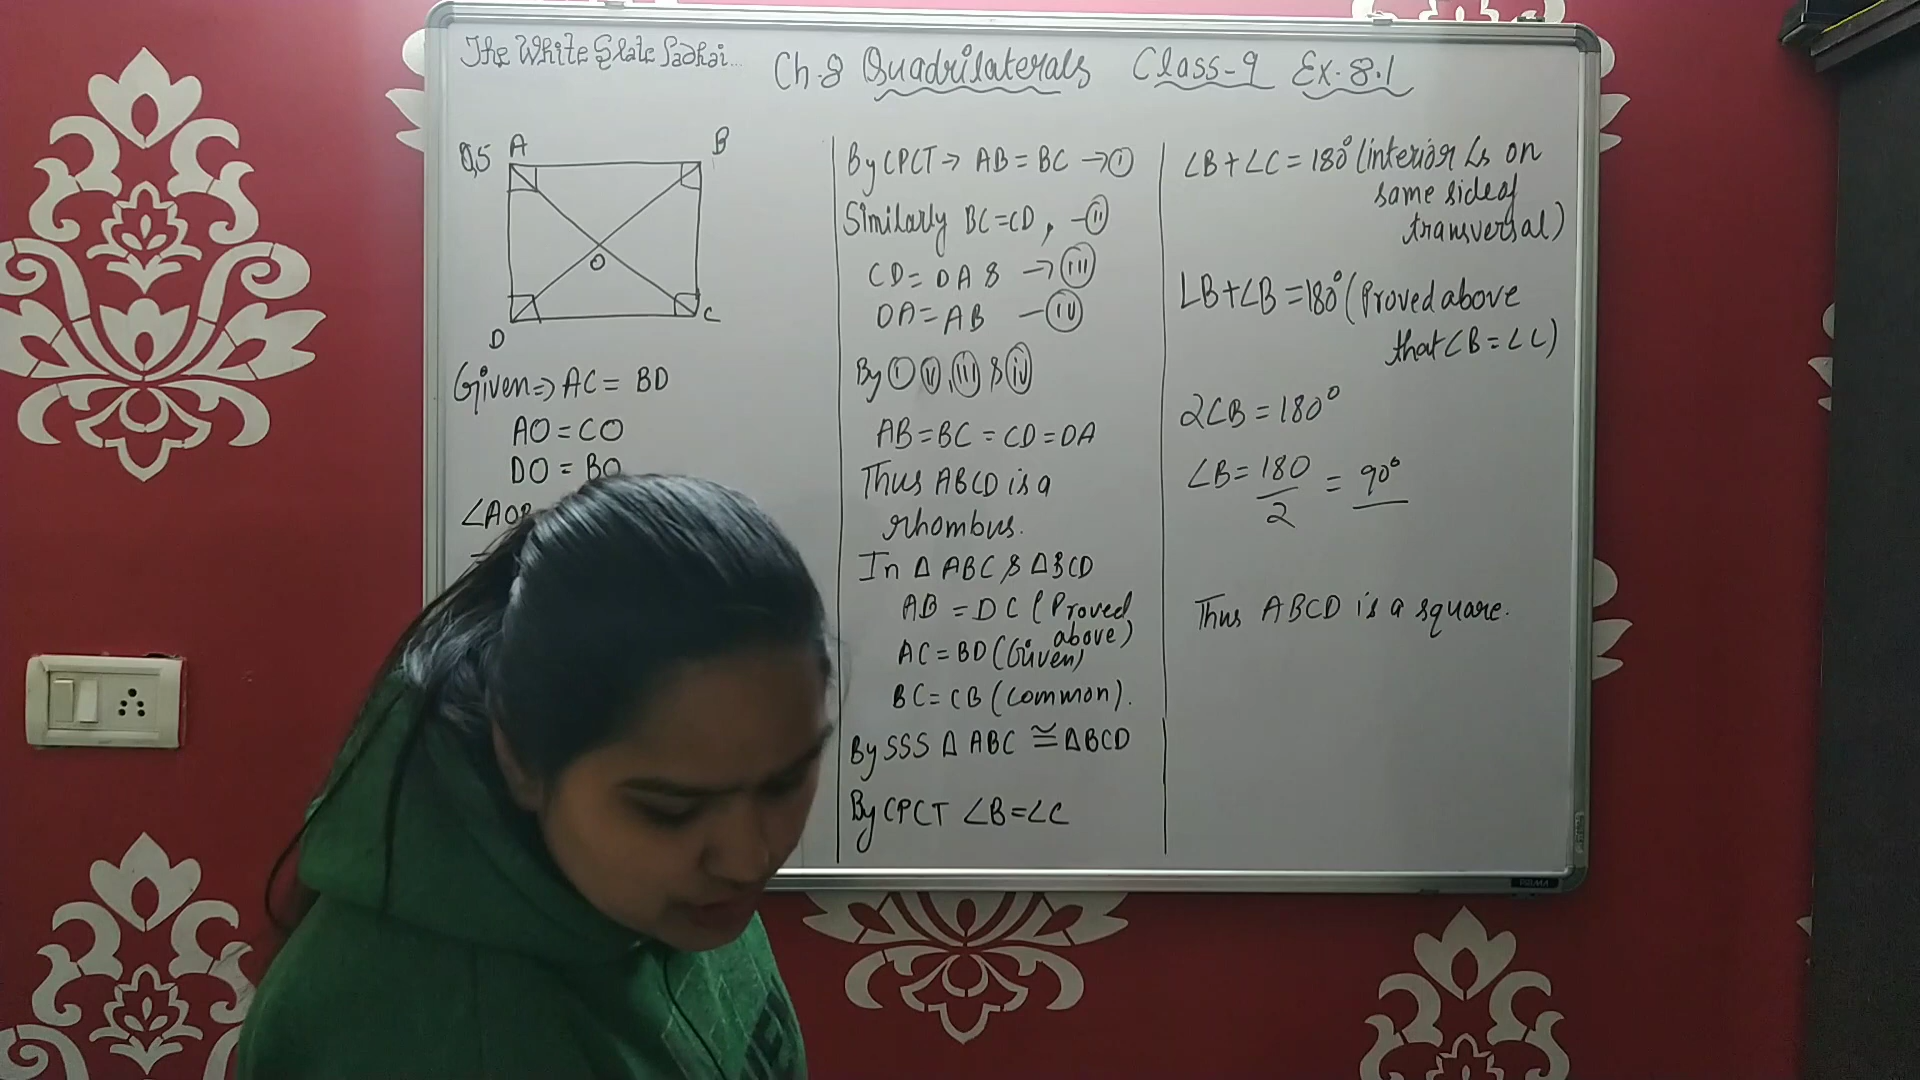 The White Slate Padhai...
Ch.8 Quadrilaterals Class-9 Ex. 8.1
Q.5
A B
O
D C
Given => AC = BD
AO = CO
DO = BO
∠AOB
By CPCT → AB = BC → (i)
Similarly BC = CD, - (ii)
CD = DA & → (iii)
DA = AB - (iv)
By (i) (ii), (iii) & (iv)
AB = BC = CD = DA
Thus ABCD is a
rhombus.
In △ ABC & △BCD
AB = DC (Proved
above)
AC = BD (Given)
BC = CB (common).
By SSS △ ABC ≅ △BCD
By CPCT ∠B = ∠C
∠B + ∠C = 180° (interior ∠s on
same side of
transversal)
∠B + ∠B = 180° (Proved above
that ∠B = ∠C)
2∠B = 180°
∠B = 180/2 = 90°
Thus ABCD is a square.